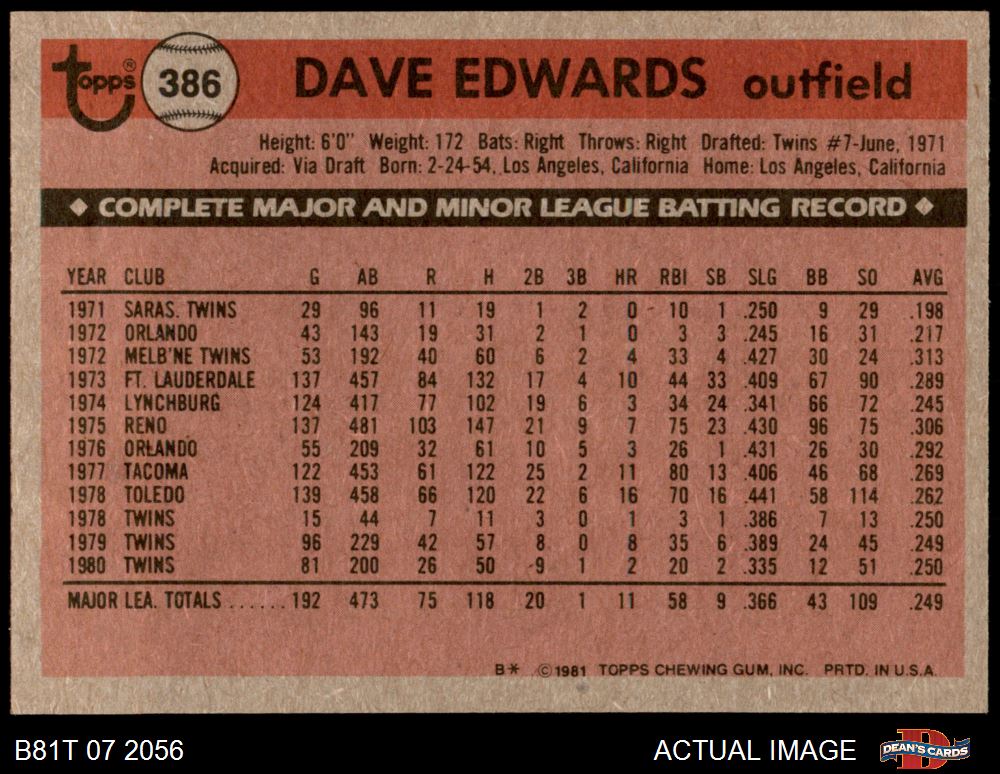 Topps® 386 DAVE EDWARDS outfield
Height: 6'0" Weight: 172 Bats: Right Throws: Right Drafted: Twins #7-June, 1971
Acquired: Via Draft Born: 2-24-54, Los Angeles, California Home: Los Angeles, California
◆ COMPLETE MAJOR AND MINOR LEAGUE BATTING RECORD ◆
YEAR CLUB G AB R H 2B 3B HR RBI SB SLG BB SO AVG
1971 SARAS. TWINS 29 96 11 19 1 2 0 10 1 .250 9 29 .198
1972 ORLANDO 43 143 19 31 2 1 0 3 3 .245 16 31 .217
1972 MELB'NE TWINS 53 192 40 60 6 2 4 33 4 .427 30 24 .313
1973 FT. LAUDERDALE 137 457 84 132 17 4 10 44 33 .409 67 90 .289
1974 LYNCHBURG 124 417 77 102 19 6 3 34 24 .341 66 72 .245
1975 RENO 137 481 103 147 21 9 7 75 23 .430 96 75 .306
1976 ORLANDO 55 209 32 61 10 5 3 26 1 .431 26 30 .292
1977 TACOMA 122 453 61 122 25 2 11 80 13 .406 46 68 .269
1978 TOLEDO 139 458 66 120 22 6 16 70 16 .441 58 114 .262
1978 TWINS 15 44 7 11 3 0 1 3 1 .386 7 13 .250
1979 TWINS 96 229 42 57 8 0 8 35 6 .389 24 45 .249
1980 TWINS 81 200 26 50 9 1 2 20 2 .335 12 51 .250
MAJOR LEA. TOTALS ...... 192 473 75 118 20 1 11 58 9 .366 43 109 .249
B* ©1981 TOPPS CHEWING GUM, INC. PRTD. IN U.S.A.
B81T 07 2056 ACTUAL IMAGE DEAN'S CARDS